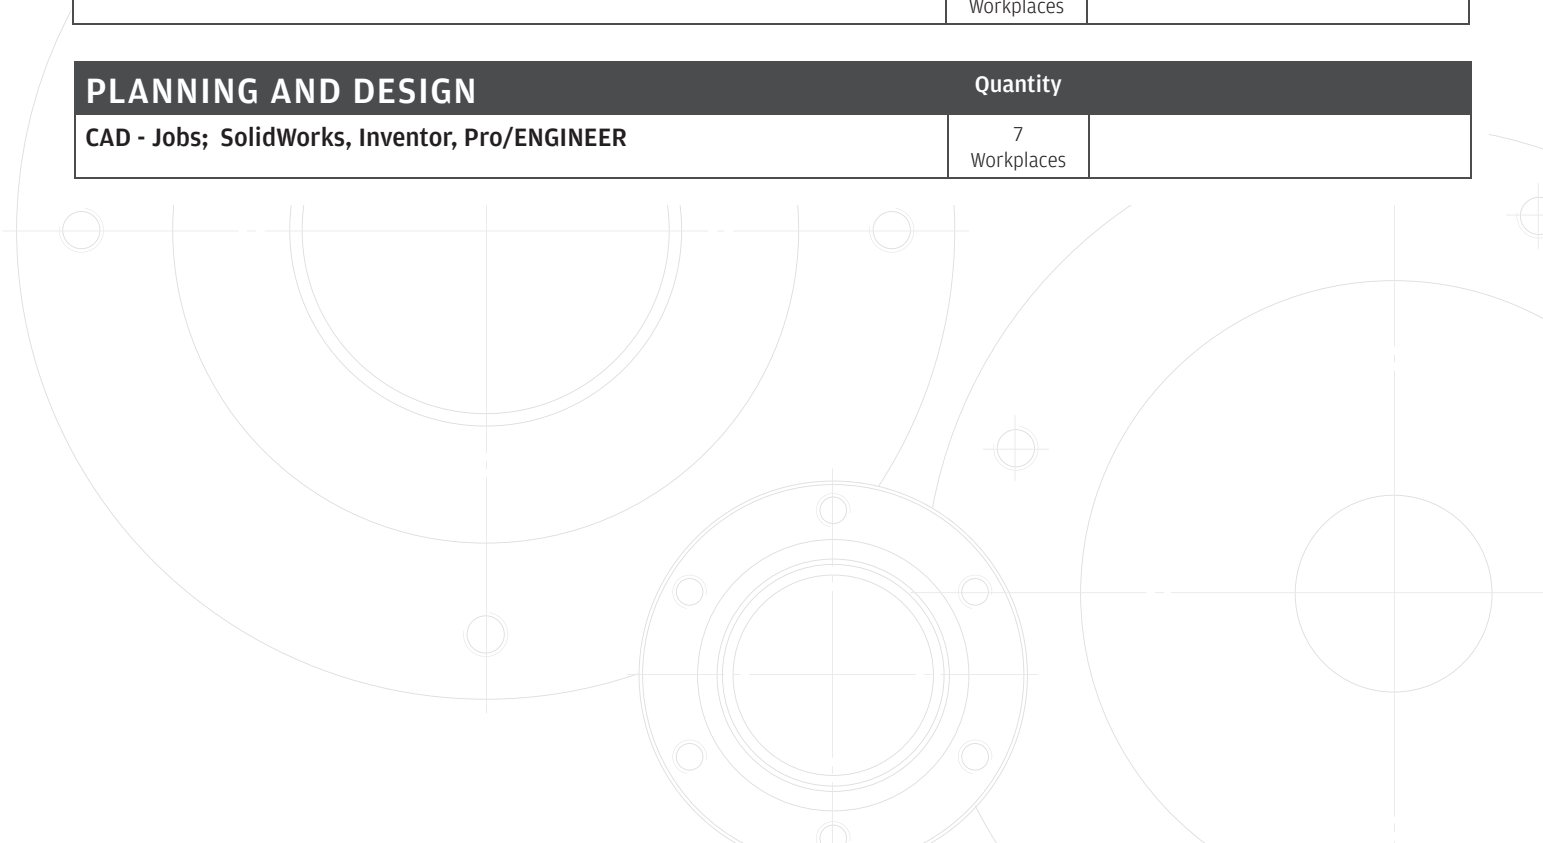 Workplaces
PLANNING AND DESIGN Quantity
CAD - Jobs;  SolidWorks, Inventor, Pro/ENGINEER 7
Workplaces